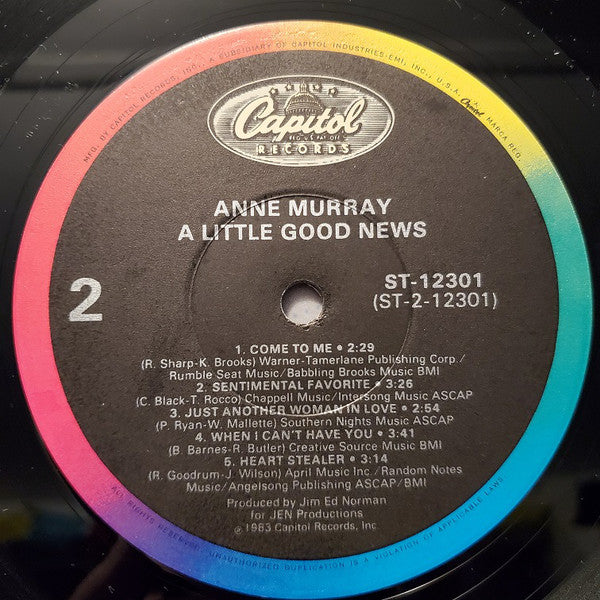 MFG. BY CAPITOL RECORDS, INC., A SUBSIDIARY OF CAPITOL INDUSTRIES-EMI, INC., U.S.A.
Capitol MARCA REG.
Capitol
REG. U.S. PAT. OFF.
RECORDS
ANNE MURRAY
A LITTLE GOOD NEWS
2
ST-12301
(ST-2-12301)
1. COME TO ME • 2:29
(R. Sharp-K. Brooks) Warner-Tamerlane Publishing Corp./
Rumble Seat Music/Babbling Brooks Music BMI
2. SENTIMENTAL FAVORITE • 3:26
(C. Black-T. Rocco) Chappell Music/Intersong Music ASCAP
3. JUST ANOTHER WOMAN IN LOVE • 2:54
(P. Ryan-W. Mallette) Southern Nights Music ASCAP
4. WHEN I CAN'T HAVE YOU • 3:41
(B. Barnes-R. Butler) Creative Source Music BMI
5. HEART STEALER • 3:14
(R. Goodrum-J. Wilson) April Music Inc./Random Notes
Music/Angelsong Publishing ASCAP/BMI
Produced by Jim Ed Norman
for JEN Productions
℗ 1983 Capitol Records, Inc.
ALL RIGHTS RESERVED. UNAUTHORIZED DUPLICATION IS A VIOLATION OF APPLICABLE LAWS.